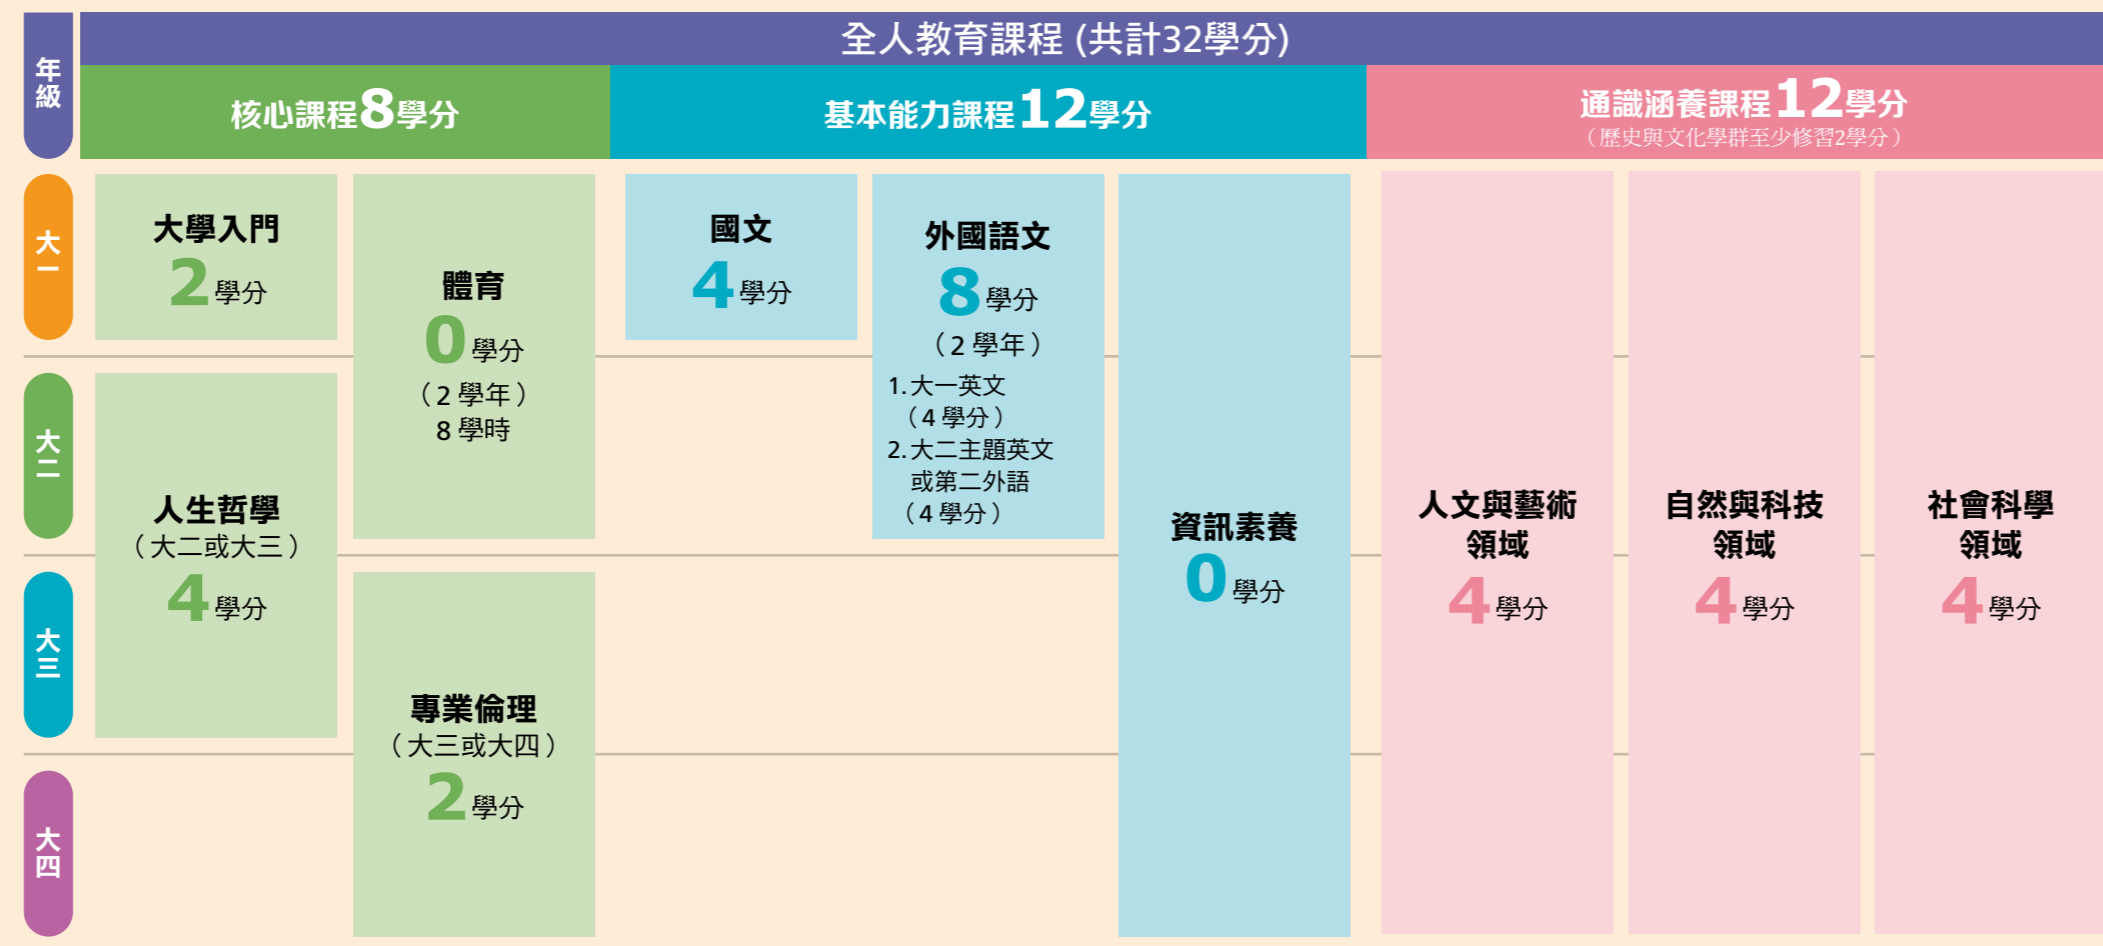 年級
全人教育課程 (共計32學分)
核心課程8學分
基本能力課程12學分
通識涵養課程12學分
（歷史與文化學群至少修習2學分）
大一
大學入門
2學分
體育
0學分
（2 學年）
8 學時
國文
4學分
外國語文
8學分
（2 學年）
1.大一英文
（4 學分）
2.大二主題英文
或第二外語
（4 學分）
大二
人生哲學
（大二或大三）
4學分
資訊素養
0學分
人文與藝術
領域
4學分
自然與科技
領域
4學分
社會科學
領域
4學分
大三
專業倫理
（大三或大四）
2學分
大四